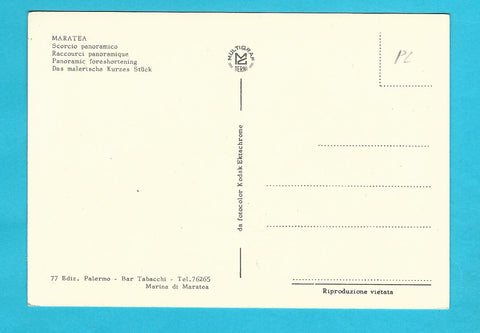 MARATEA
Scorcio panoramico
Raccourci panoramique
Panoramic foreshortening
Das malerische Kurzes Stück
MULTIGRAF
TERNI
da fotocolor Kodak Ektachrome
77 Ediz. Palermo - Bar Tabacchi - Tel.76265
Marina di Maratea
Riproduzione vietata